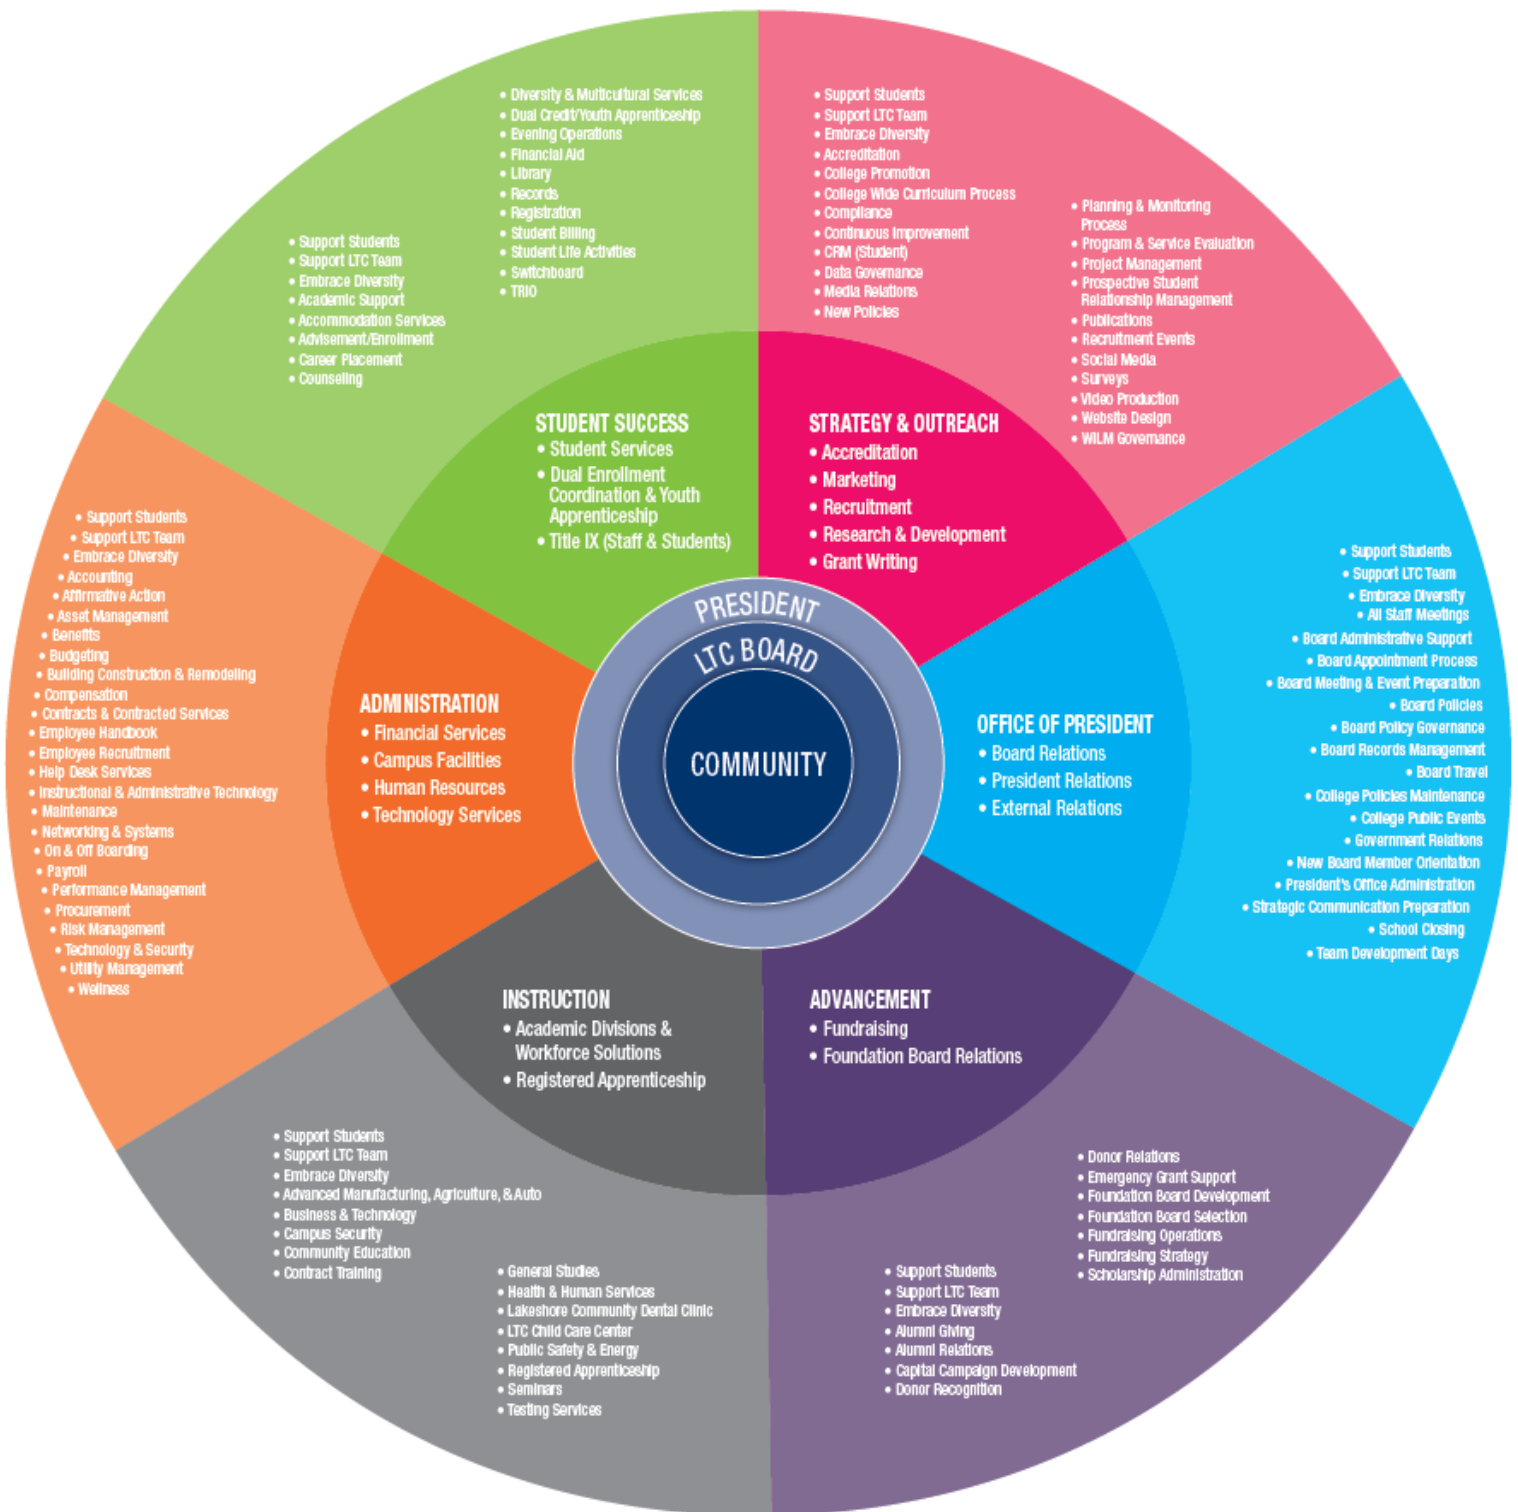 • Diversity & Multicultural Services
• Dual Credit/Youth Apprenticeship
• Evening Operations
• Financial Aid
• Library
• Records
• Registration
• Student Billing
• Student Life Activities
• Switchboard
• TRIO
• Support Students
• Support LTC Team
• Embrace Diversity
• Academic Support
• Accommodation Services
• Advisement/Enrollment
• Career Placement
• Counseling
STUDENT SUCCESS
• Student Services
• Dual Enrollment
Coordination & Youth
Apprenticeship
• Title IX (Staff & Students)
• Support Students
• Support LTC Team
• Embrace Diversity
• Accreditation
• College Promotion
• College Wide Curriculum Process
• Compliance
• Continuous Improvement
• CRM (Student)
• Data Governance
• Media Relations
• New Policies
• Planning & Monitoring
Process
• Program & Service Evaluation
• Project Management
• Prospective Student
Relationship Management
• Publications
• Recruitment Events
• Social Media
• Surveys
• Video Production
• Website Design
• WILM Governance
STRATEGY & OUTREACH
• Accreditation
• Marketing
• Recruitment
• Research & Development
• Grant Writing
• Support Students
• Support LTC Team
• Embrace Diversity
• Accounting
• Affirmative Action
• Asset Management
• Benefits
• Budgeting
• Building Construction & Remodeling
• Compensation
• Contracts & Contracted Services
• Employee Handbook
• Employee Recruitment
• Help Desk Services
• Instructional & Administrative Technology
• Maintenance
• Networking & Systems
• On & Off Boarding
• Payroll
• Performance Management
• Procurement
• Risk Management
• Technology & Security
• Utility Management
• Wellness
ADMINISTRATION
• Financial Services
• Campus Facilities
• Human Resources
• Technology Services
PRESIDENT
LTC BOARD
COMMUNITY
OFFICE OF PRESIDENT
• Board Relations
• President Relations
• External Relations
• Support Students
• Support LTC Team
• Embrace Diversity
• All Staff Meetings
• Board Administrative Support
• Board Appointment Process
• Board Meeting & Event Preparation
• Board Policies
• Board Policy Governance
• Board Records Management
• Board Travel
• College Policies Maintenance
• College Public Events
• Government Relations
• New Board Member Orientation
• President's Office Administration
• Strategic Communication Preparation
• School Closing
• Team Development Days
INSTRUCTION
• Academic Divisions &
Workforce Solutions
• Registered Apprenticeship
• Support Students
• Support LTC Team
• Embrace Diversity
• Advanced Manufacturing, Agriculture, & Auto
• Business & Technology
• Campus Security
• Community Education
• Contract Training
• General Studies
• Health & Human Services
• Lakeshore Community Dental Clinic
• LTC Child Care Center
• Public Safety & Energy
• Registered Apprenticeship
• Seminars
• Testing Services
ADVANCEMENT
• Fundraising
• Foundation Board Relations
• Support Students
• Support LTC Team
• Embrace Diversity
• Alumni Giving
• Alumni Relations
• Capital Campaign Development
• Donor Recognition
• Donor Relations
• Emergency Grant Support
• Foundation Board Development
• Foundation Board Selection
• Fundraising Operations
• Fundraising Strategy
• Scholarship Administration